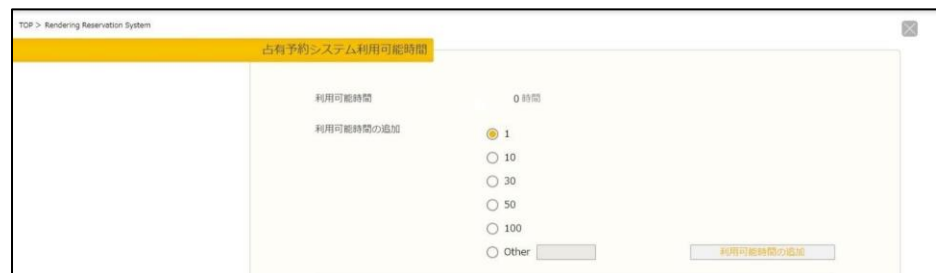 TOP > Rendering Reservation System
占有予約システム利用可能時間
利用可能時間 0 時間
利用可能時間の追加
1
10
30
50
100
Other
利用可能時間の追加